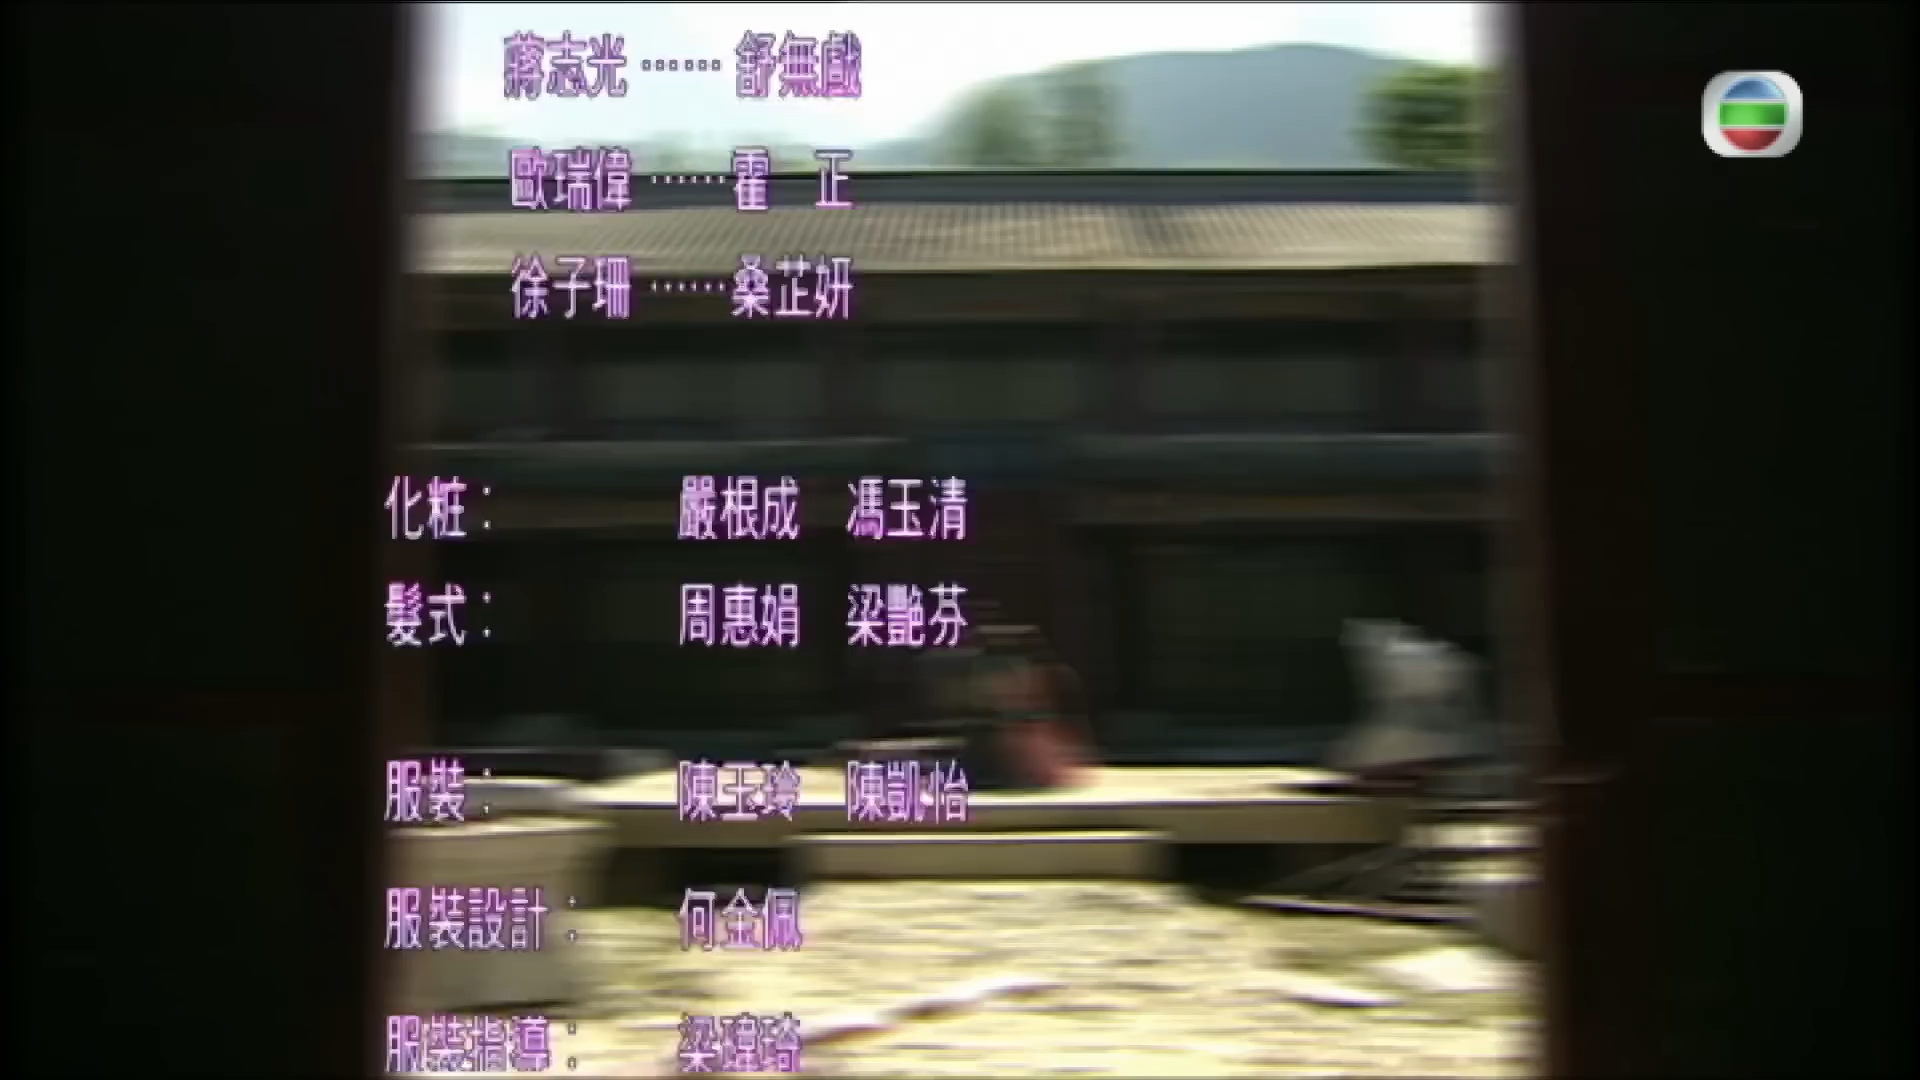 蔣志光 …… 舒無戲
歐瑞偉 …… 霍　正
徐子珊 …… 桑芷妍
化粧：　嚴根成　馮玉清
髮式：　周惠娟　梁艷芬
服裝：　陳玉玲　陳凱怡
服裝設計：　何金佩
服裝指導：　梁瑋琦